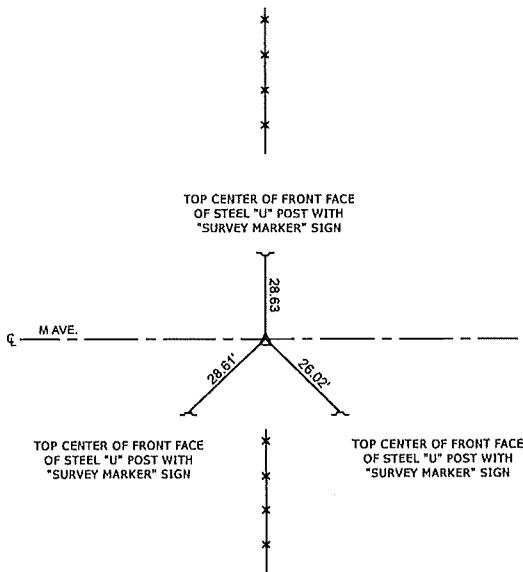 TOP CENTER OF FRONT FACE
OF STEEL "U" POST WITH
"SURVEY MARKER" SIGN
28.63
℄ M AVE.
28.61'
26.02'
TOP CENTER OF FRONT FACE
OF STEEL "U" POST WITH
"SURVEY MARKER" SIGN
TOP CENTER OF FRONT FACE
OF STEEL "U" POST WITH
"SURVEY MARKER" SIGN